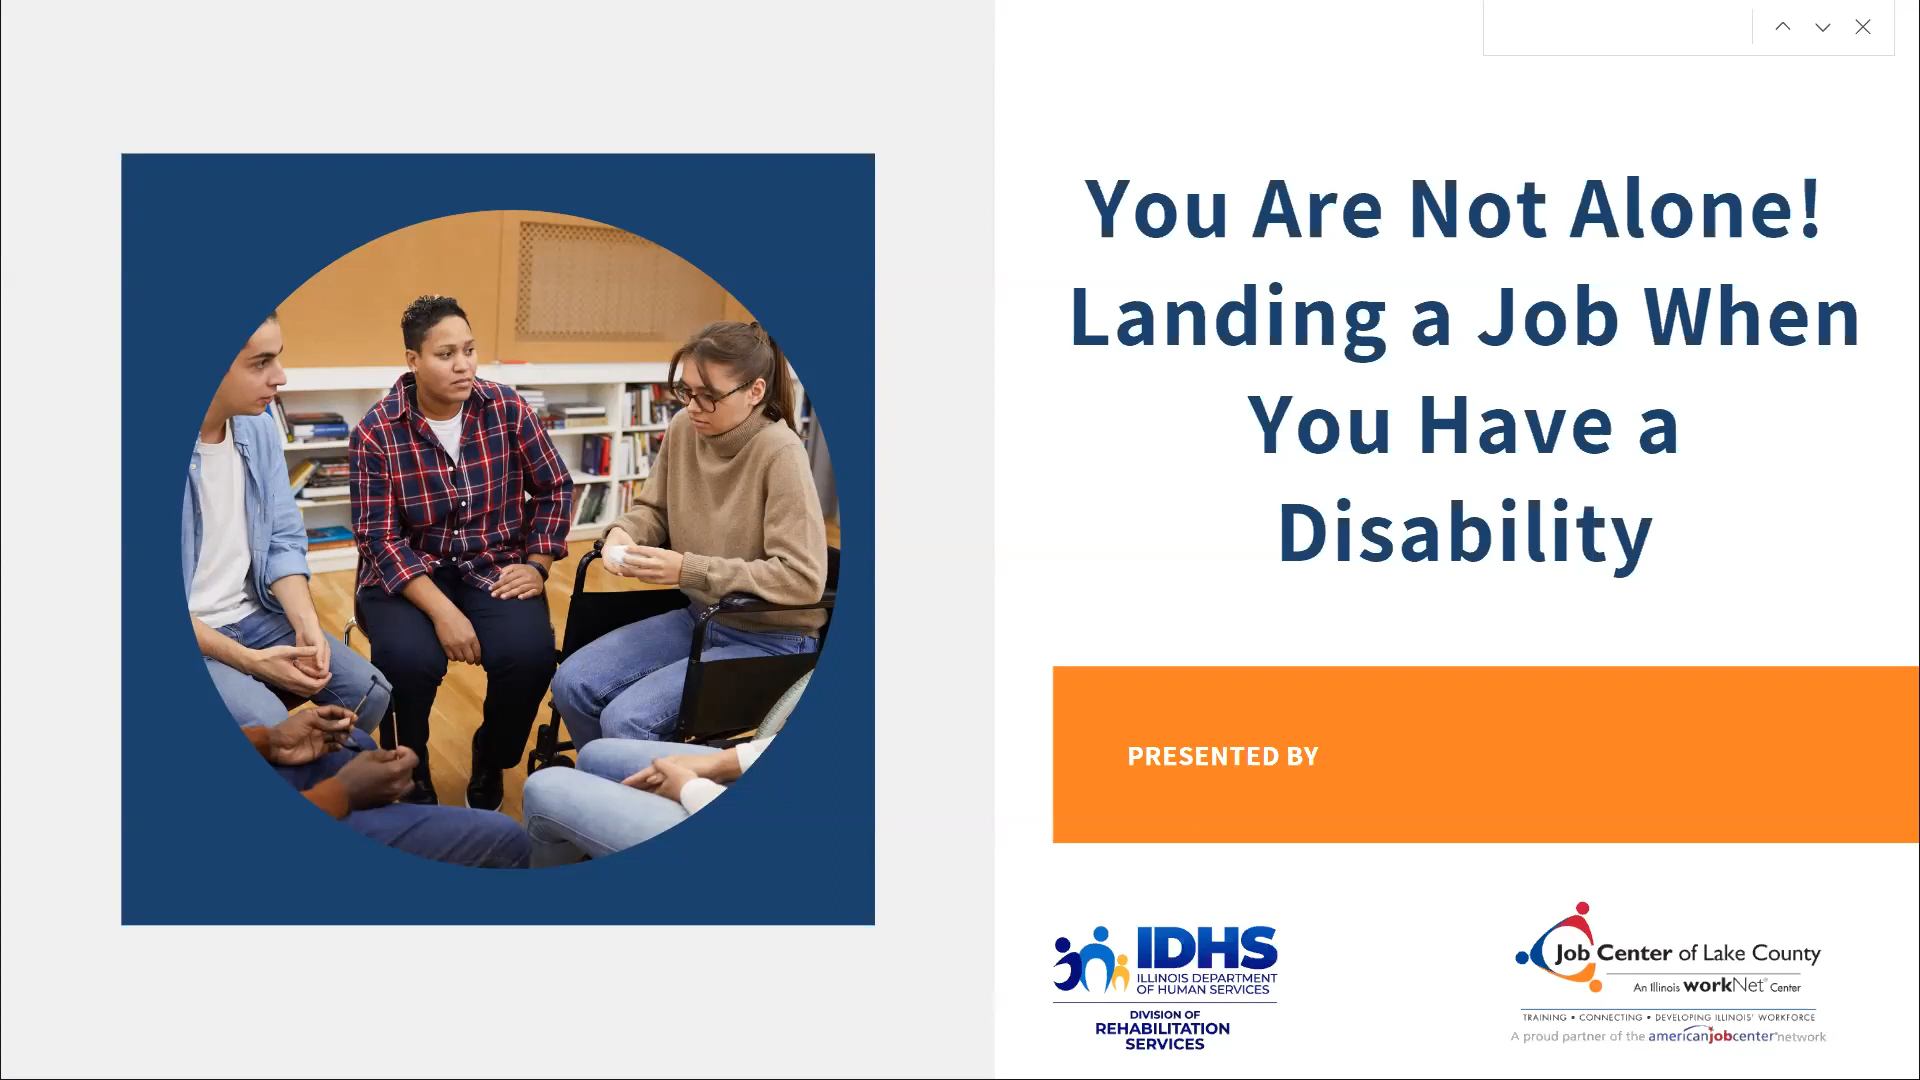 You Are Not Alone!
Landing a Job When
You Have a
Disability
PRESENTED BY
IDHS
ILLINOIS DEPARTMENT
OF HUMAN SERVICES
DIVISION OF
REHABILITATION
SERVICES
Job Center of Lake County
An Illinois workNet® Center
TRAINING • CONNECTING • DEVELOPING ILLINOIS' WORKFORCE
A proud partner of the americanjobcenter®network